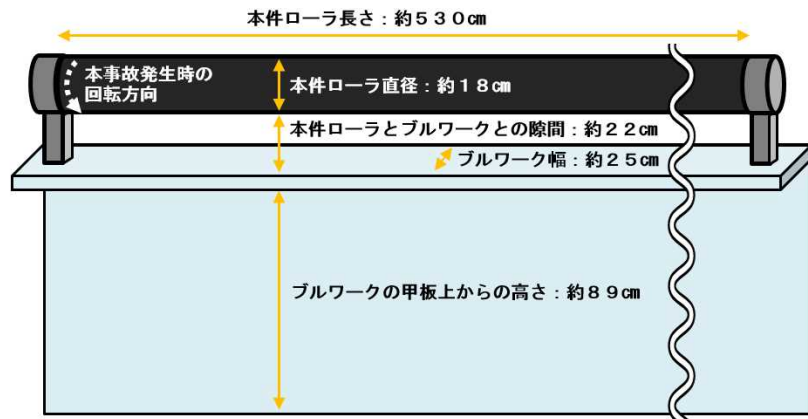 本件ローラ長さ：約５３０㎝
本事故発生時の
回転方向
本件ローラ直径：約１８㎝
本件ローラとブルワークとの隙間：約２２㎝
ブルワーク幅：約２５㎝
ブルワークの甲板上からの高さ：約８９㎝